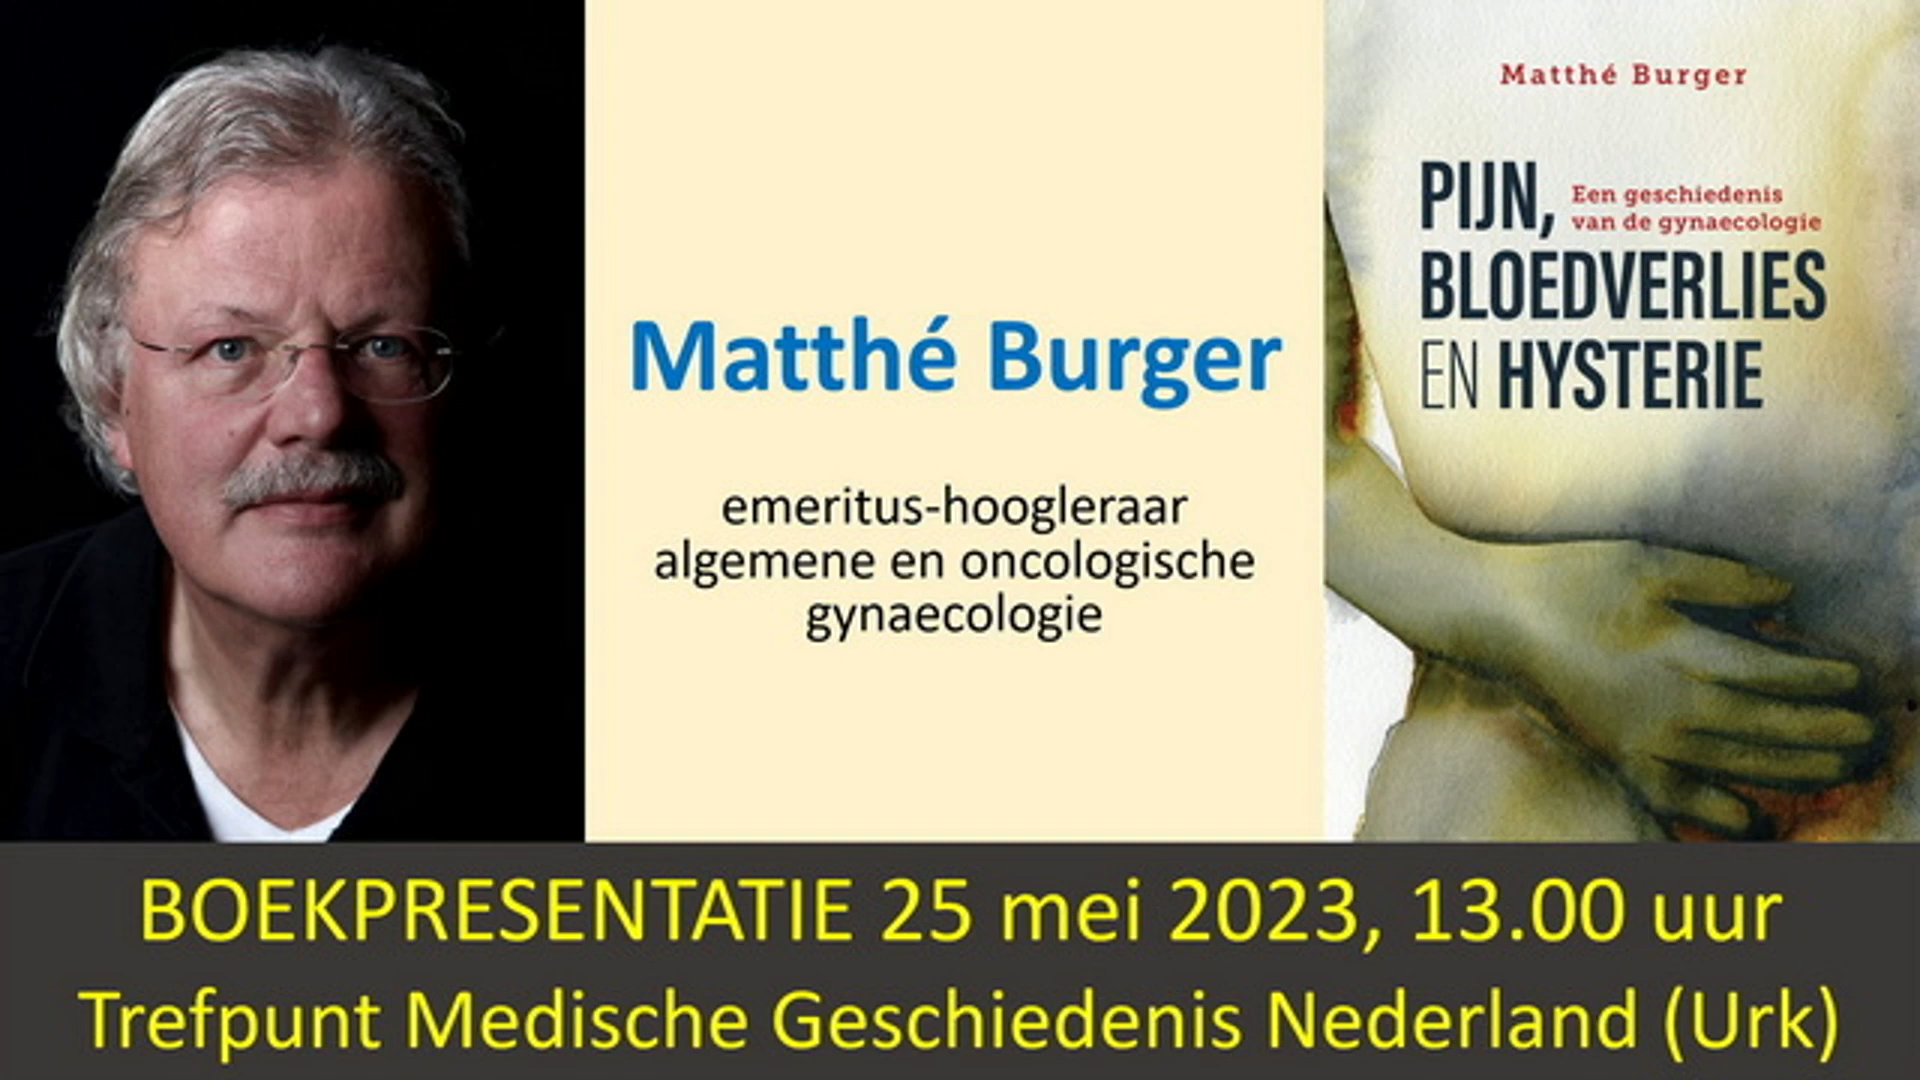 Matthé Burger
emeritus-hoogleraar
algemene en oncologische
gynaecologie
Matthé Burger
PIJN,
Een geschiedenis
van de gynaecologie
BLOEDVERLIES
EN HYSTERIE
BOEKPRESENTATIE 25 mei 2023, 13.00 uur
Trefpunt Medische Geschiedenis Nederland (Urk)